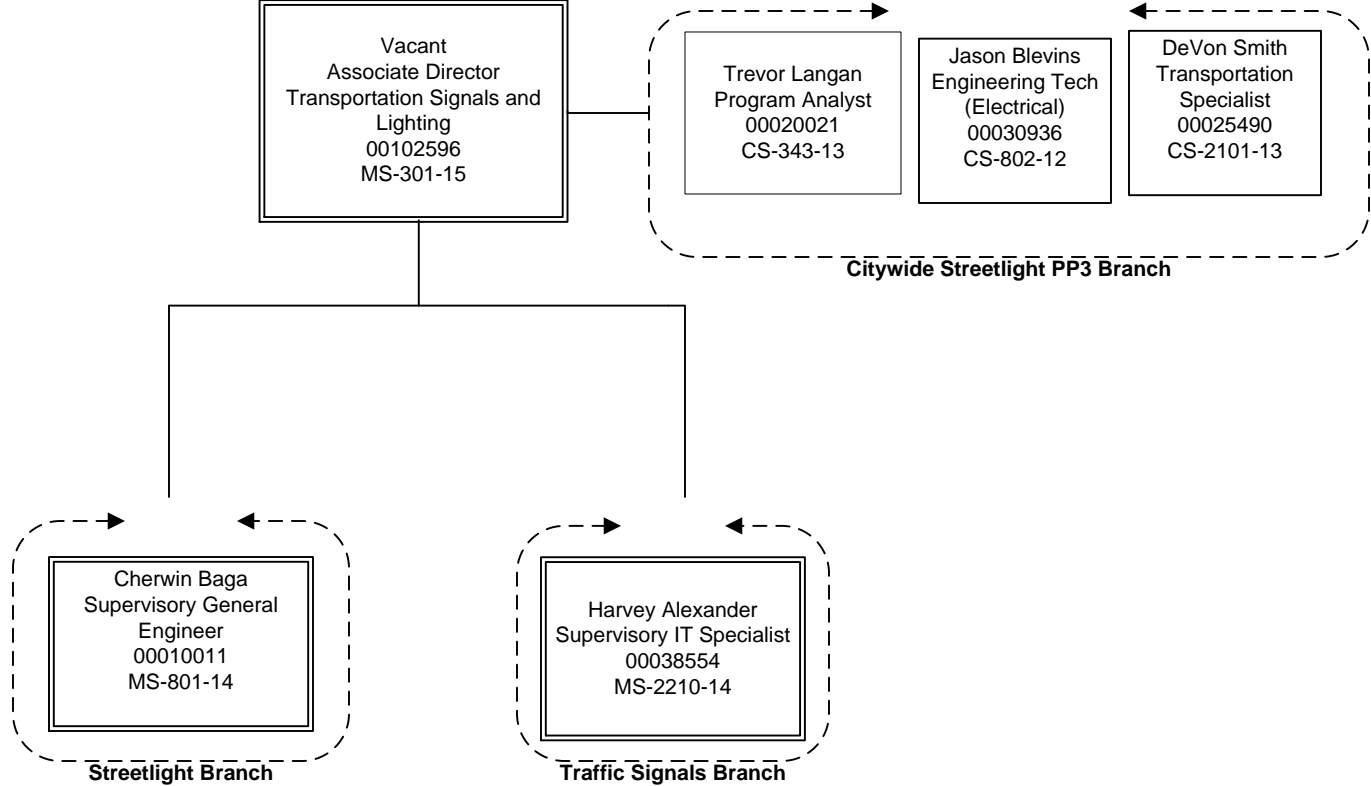 Vacant
Associate Director
Transportation Signals and
Lighting
00102596
MS-301-15
Trevor Langan
Program Analyst
00020021
CS-343-13
Jason Blevins
Engineering Tech
(Electrical)
00030936
CS-802-12
DeVon Smith
Transportation
Specialist
00025490
CS-2101-13
Citywide Streetlight PP3 Branch
Cherwin Baga
Supervisory General
Engineer
00010011
MS-801-14
Streetlight Branch
Harvey Alexander
Supervisory IT Specialist
00038554
MS-2210-14
Traffic Signals Branch